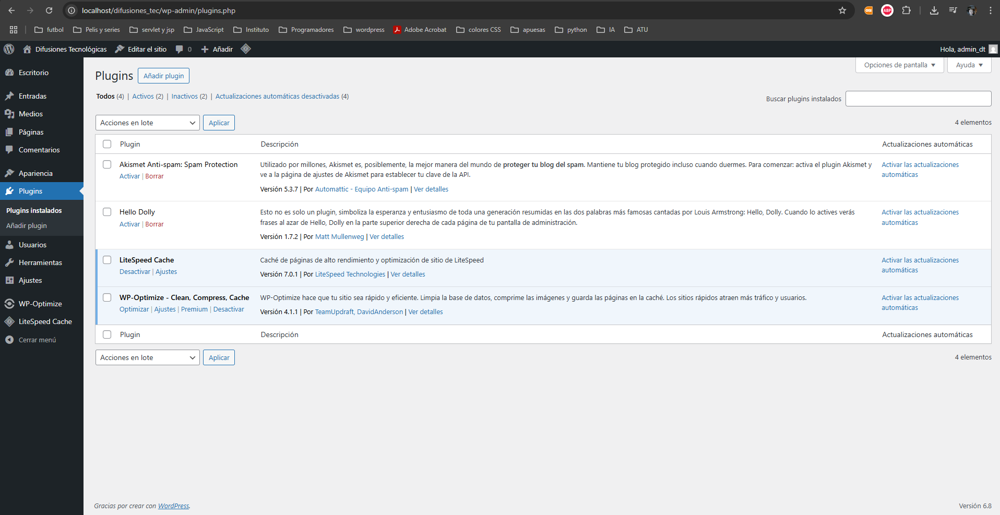 localhost/difusiones_tec/wp-admin/plugins.php
futbol Pelis y series servlet y jsp JavaScript Instituto Programadores wordpress Adobe Acrobat colores CSS apuesas python IA ATU
Difusiones Tecnológicas Editar el sitio 0 Añadir Hola, admin_dt
Escritorio
Entradas
Medios
Páginas
Comentarios
Apariencia
Plugins
Plugins instalados
Añadir plugin
Usuarios
Herramientas
Ajustes
WP-Optimize
LiteSpeed Cache
Cerrar menú
Opciones de pantalla Ayuda
Plugins Añadir plugin
Todos (4) | Activos (2) | Inactivos (2) | Actualizaciones automáticas desactivadas (4)
Buscar plugins instalados
Acciones en lote Aplicar 4 elementos
Plugin Descripción Actualizaciones automáticas
Akismet Anti-spam: Spam Protection
Activar | Borrar
Utilizado por millones, Akismet es, posiblemente, la mejor manera del mundo de proteger tu blog del spam. Mantiene tu blog protegido incluso cuando duermes. Para comenzar: activa el plugin Akismet y
ve a la página de ajustes de Akismet para establecer tu clave de la API.
Versión 5.3.7 | Por Automattic - Equipo Anti-spam | Ver detalles
Activar las actualizaciones
automáticas
Hello Dolly
Activar | Borrar
Esto no es solo un plugin, simboliza la esperanza y entusiasmo de toda una generación resumidas en las dos palabras más famosas cantadas por Louis Armstrong: Hello, Dolly. Cuando lo actives verás
frases al azar de Hello, Dolly en la parte superior derecha de cada página de tu pantalla de administración.
Versión 1.7.2 | Por Matt Mullenweg | Ver detalles
Activar las actualizaciones
automáticas
LiteSpeed Cache
Desactivar | Ajustes
Caché de páginas de alto rendimiento y optimización de sitio de LiteSpeed
Versión 7.0.1 | Por LiteSpeed Technologies | Ver detalles
Activar las actualizaciones
automáticas
WP-Optimize - Clean, Compress, Cache
Optimizar | Ajustes | Premium | Desactivar
WP-Optimize hace que tu sitio sea rápido y eficiente. Limpia la base de datos, comprime las imágenes y guarda las páginas en la caché. Los sitios rápidos atraen más tráfico y usuarios.
Versión 4.1.1 | Por TeamUpdraft, DavidAnderson | Ver detalles
Activar las actualizaciones
automáticas
Plugin Descripción Actualizaciones automáticas
Acciones en lote Aplicar 4 elementos
Gracias por crear con WordPress. Versión 6.8
ABP